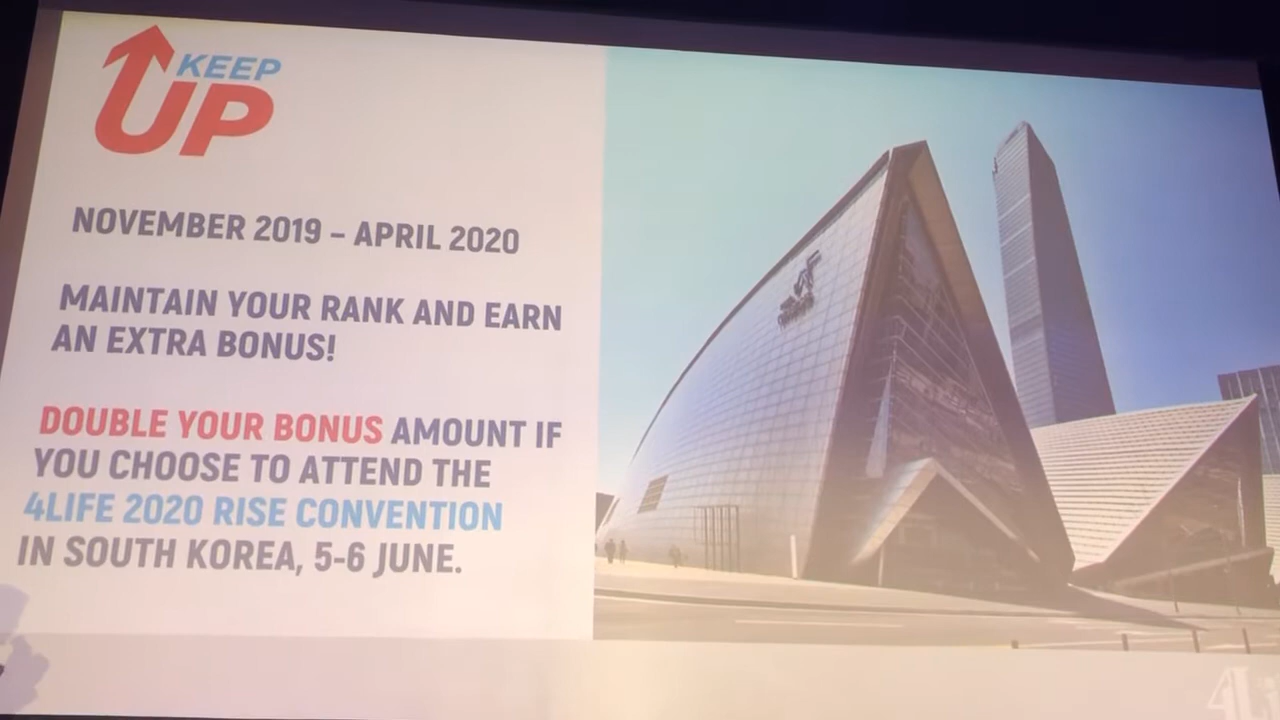 KEEP
UP
NOVEMBER 2019 – APRIL 2020
MAINTAIN YOUR RANK AND EARN
AN EXTRA BONUS!
DOUBLE YOUR BONUS AMOUNT IF
YOU CHOOSE TO ATTEND THE
4LIFE 2020 RISE CONVENTION
IN SOUTH KOREA, 5-6 JUNE.